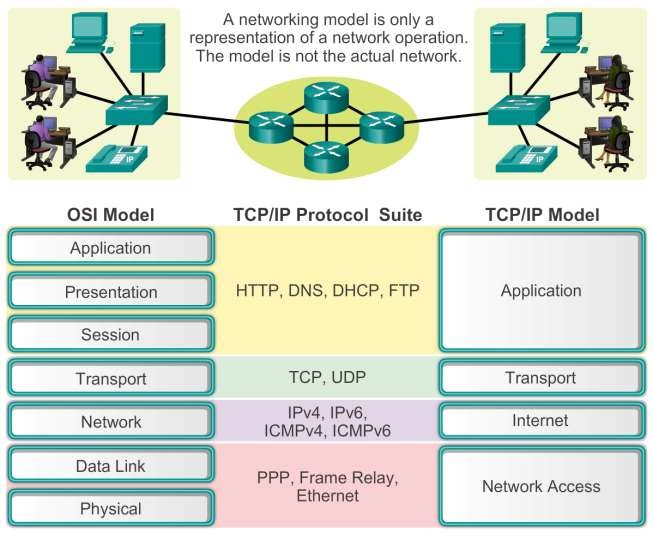 A networking model is only a
representation of a network operation.
The model is not the actual network.
IP
IP
OSI Model
TCP/IP Protocol Suite
TCP/IP Model
Application
Presentation
Session
HTTP, DNS, DHCP, FTP
Application
Transport
TCP, UDP
Transport
Network
IPv4, IPv6,
ICMPv4, ICMPv6
Internet
Data Link
Physical
PPP, Frame Relay,
Ethernet
Network Access